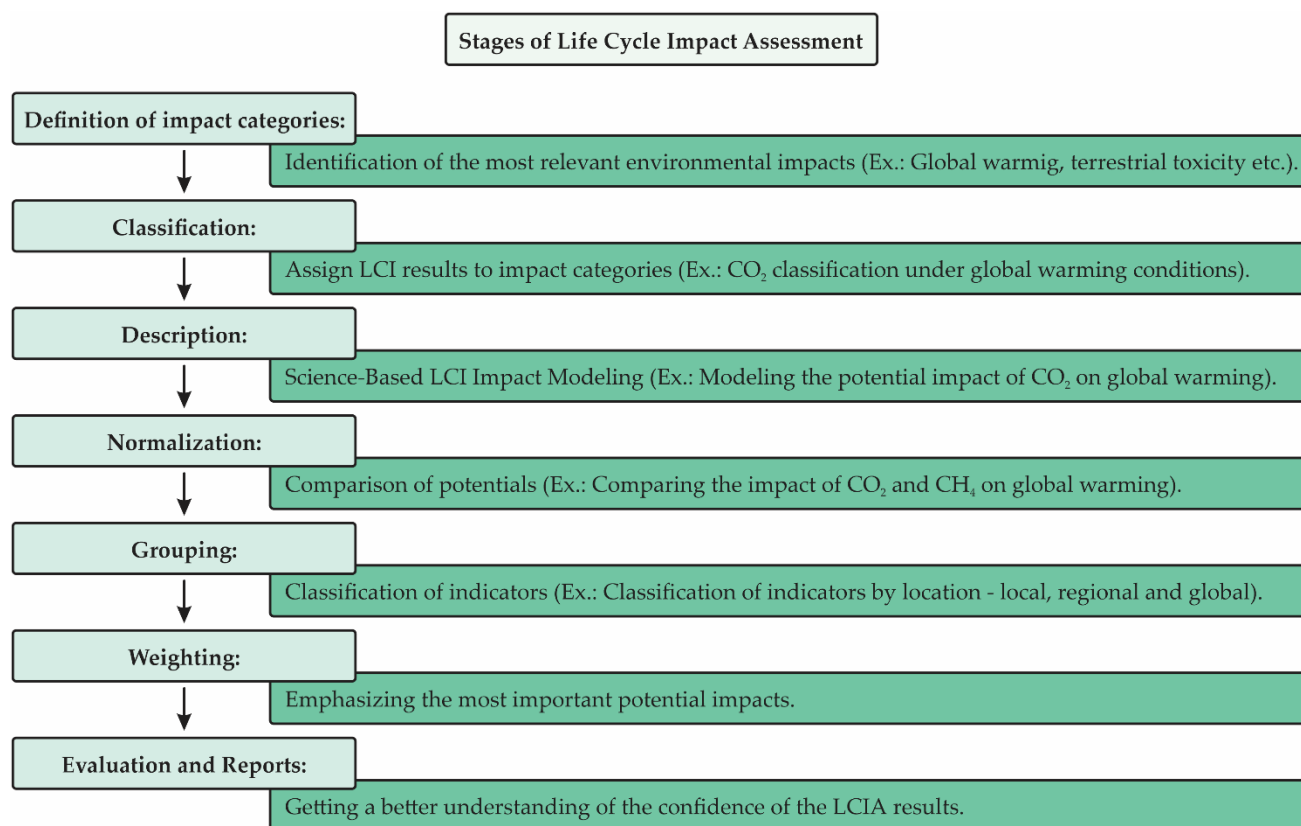 Stages of Life Cycle Impact Assessment
Definition of impact categories:
Identification of the most relevant environmental impacts (Ex.: Global warmig, terrestrial toxicity etc.).
Classification:
Assign LCI results to impact categories (Ex.: CO₂ classification under global warming conditions).
Description:
Science-Based LCI Impact Modeling (Ex.: Modeling the potential impact of CO₂ on global warming).
Normalization:
Comparison of potentials (Ex.: Comparing the impact of CO₂ and CH₄ on global warming).
Grouping:
Classification of indicators (Ex.: Classification of indicators by location - local, regional and global).
Weighting:
Emphasizing the most important potential impacts.
Evaluation and Reports:
Getting a better understanding of the confidence of the LCIA results.